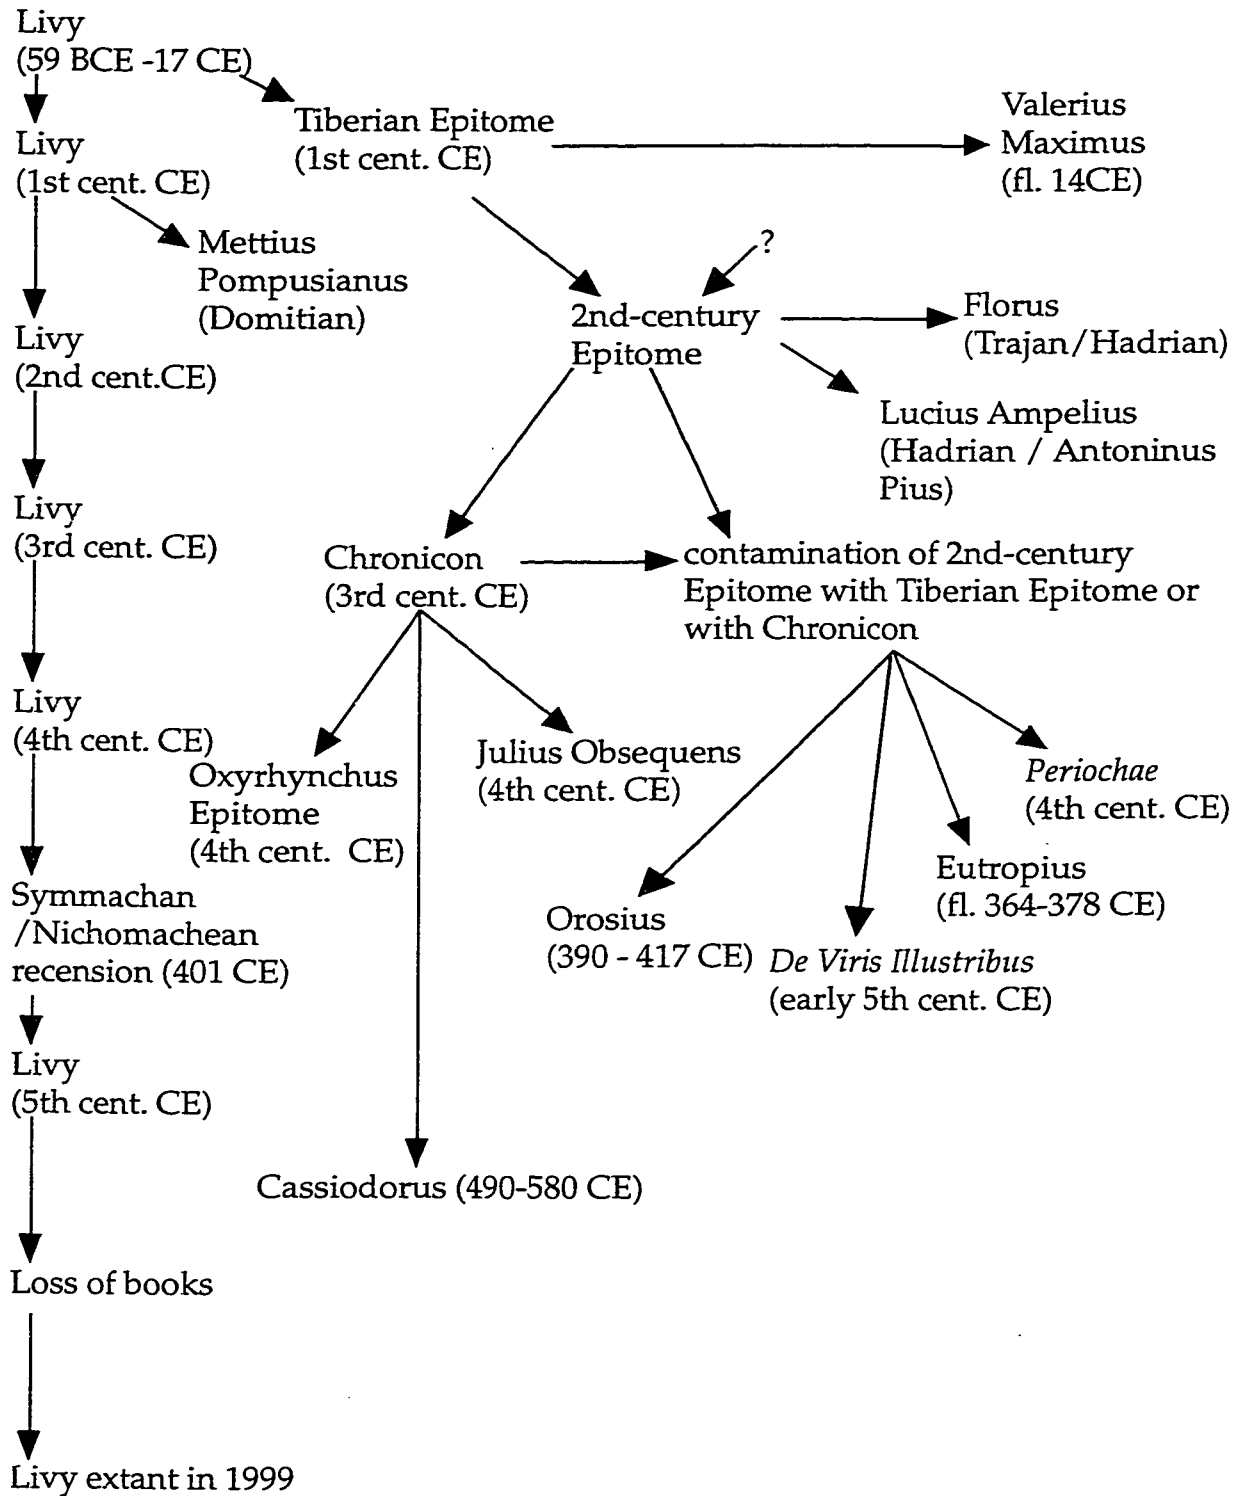 Livy
(59 BCE -17 CE)
Tiberian Epitome
(1st cent. CE)
Valerius
Maximus
(fl. 14CE)
Livy
(1st cent. CE)
Mettius
Pompusianus
(Domitian)
?
2nd-century
Epitome
Florus
(Trajan/Hadrian)
Livy
(2nd cent.CE)
Lucius Ampelius
(Hadrian / Antoninus
Pius)
Livy
(3rd cent. CE)
Chronicon
(3rd cent. CE)
contamination of 2nd-century
Epitome with Tiberian Epitome or
with Chronicon
Livy
(4th cent. CE)
Oxyrhynchus
Epitome
(4th cent. CE)
Julius Obsequens
(4th cent. CE)
Periochae
(4th cent. CE)
Eutropius
(fl. 364-378 CE)
Symmachan
/Nichomachean
recension (401 CE)
Orosius
(390 - 417 CE)
De Viris Illustribus
(early 5th cent. CE)
Livy
(5th cent. CE)
Cassiodorus (490-580 CE)
Loss of books
Livy extant in 1999